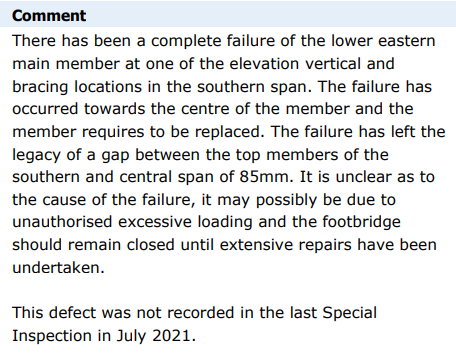 Comment
There has been a complete failure of the lower eastern
main member at one of the elevation vertical and
bracing locations in the southern span. The failure has
occurred towards the centre of the member and the
member requires to be replaced. The failure has left the
legacy of a gap between the top members of the
southern and central span of 85mm. It is unclear as to
the cause of the failure, it may possibly be due to
unauthorised excessive loading and the footbridge
should remain closed until extensive repairs have been
undertaken.
This defect was not recorded in the last Special
Inspection in July 2021.